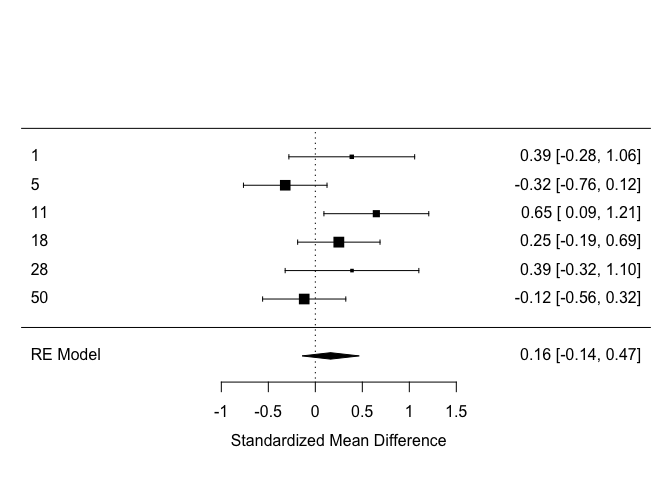 1 0.39 [-0.28, 1.06]
5 -0.32 [-0.76, 0.12]
11 0.65 [ 0.09, 1.21]
18 0.25 [-0.19, 0.69]
28 0.39 [-0.32, 1.10]
50 -0.12 [-0.56, 0.32]
RE Model 0.16 [-0.14, 0.47]
-1 -0.5 0 0.5 1 1.5
Standardized Mean Difference